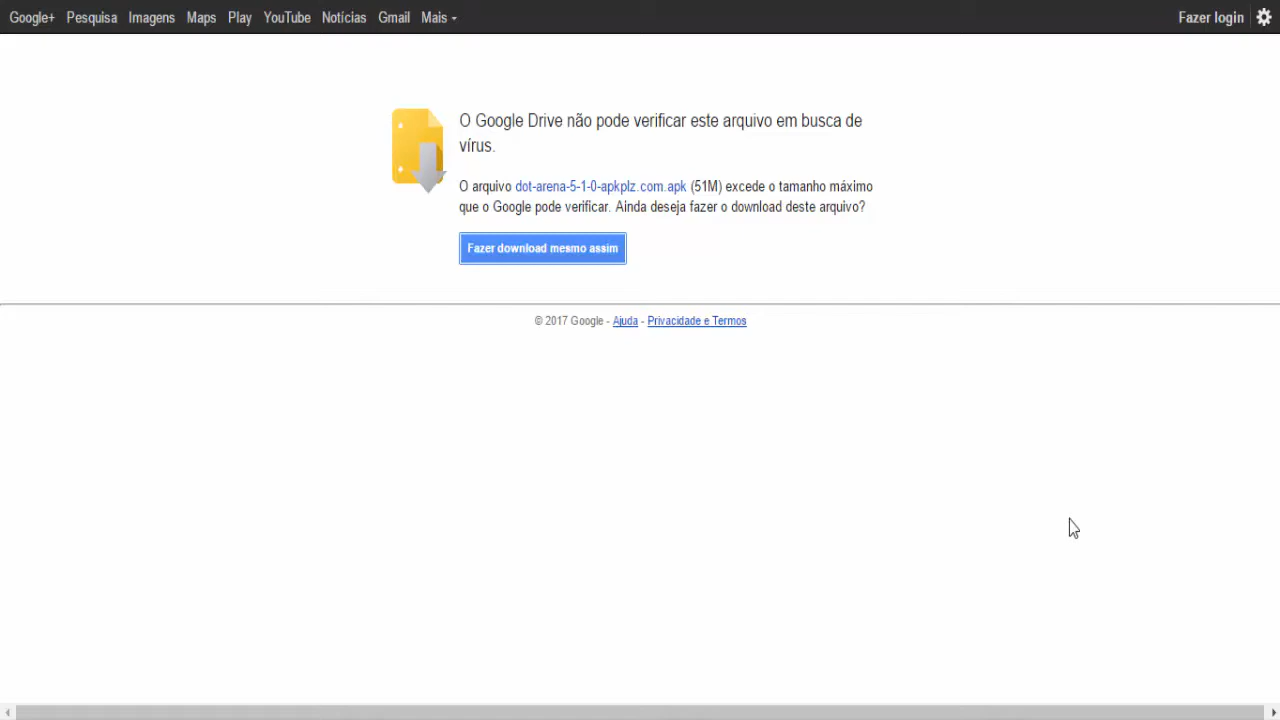 Google+ Pesquisa Imagens Maps Play YouTube Notícias Gmail Mais Fazer login
O Google Drive não pode verificar este arquivo em busca de
vírus.
O arquivo dot-arena-5-1-0-apkplz.com.apk (51M) excede o tamanho máximo
que o Google pode verificar. Ainda deseja fazer o download deste arquivo?
Fazer download mesmo assim
© 2017 Google - Ajuda - Privacidade e Termos